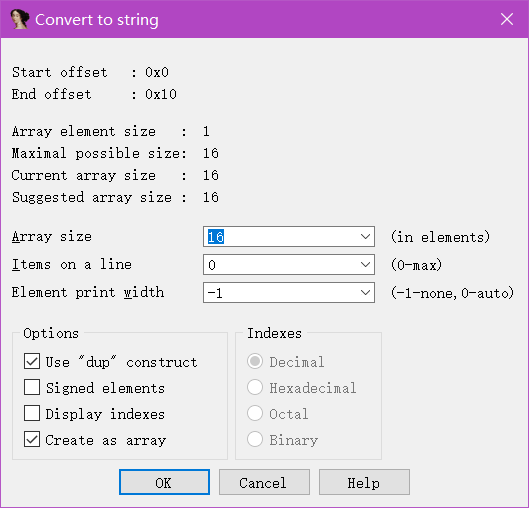 Convert to string
Start offset : 0x0
End offset : 0x10
Array element size : 1
Maximal possible size: 16
Current array size : 16
Suggested array size : 16
Array size 16 (in elements)
Items on a line 0 (0-max)
Element print width -1 (-1-none,0-auto)
Options
Use "dup" construct
Signed elements
Display indexes
Create as array
Indexes
Decimal
Hexadecimal
Octal
Binary
OK Cancel Help